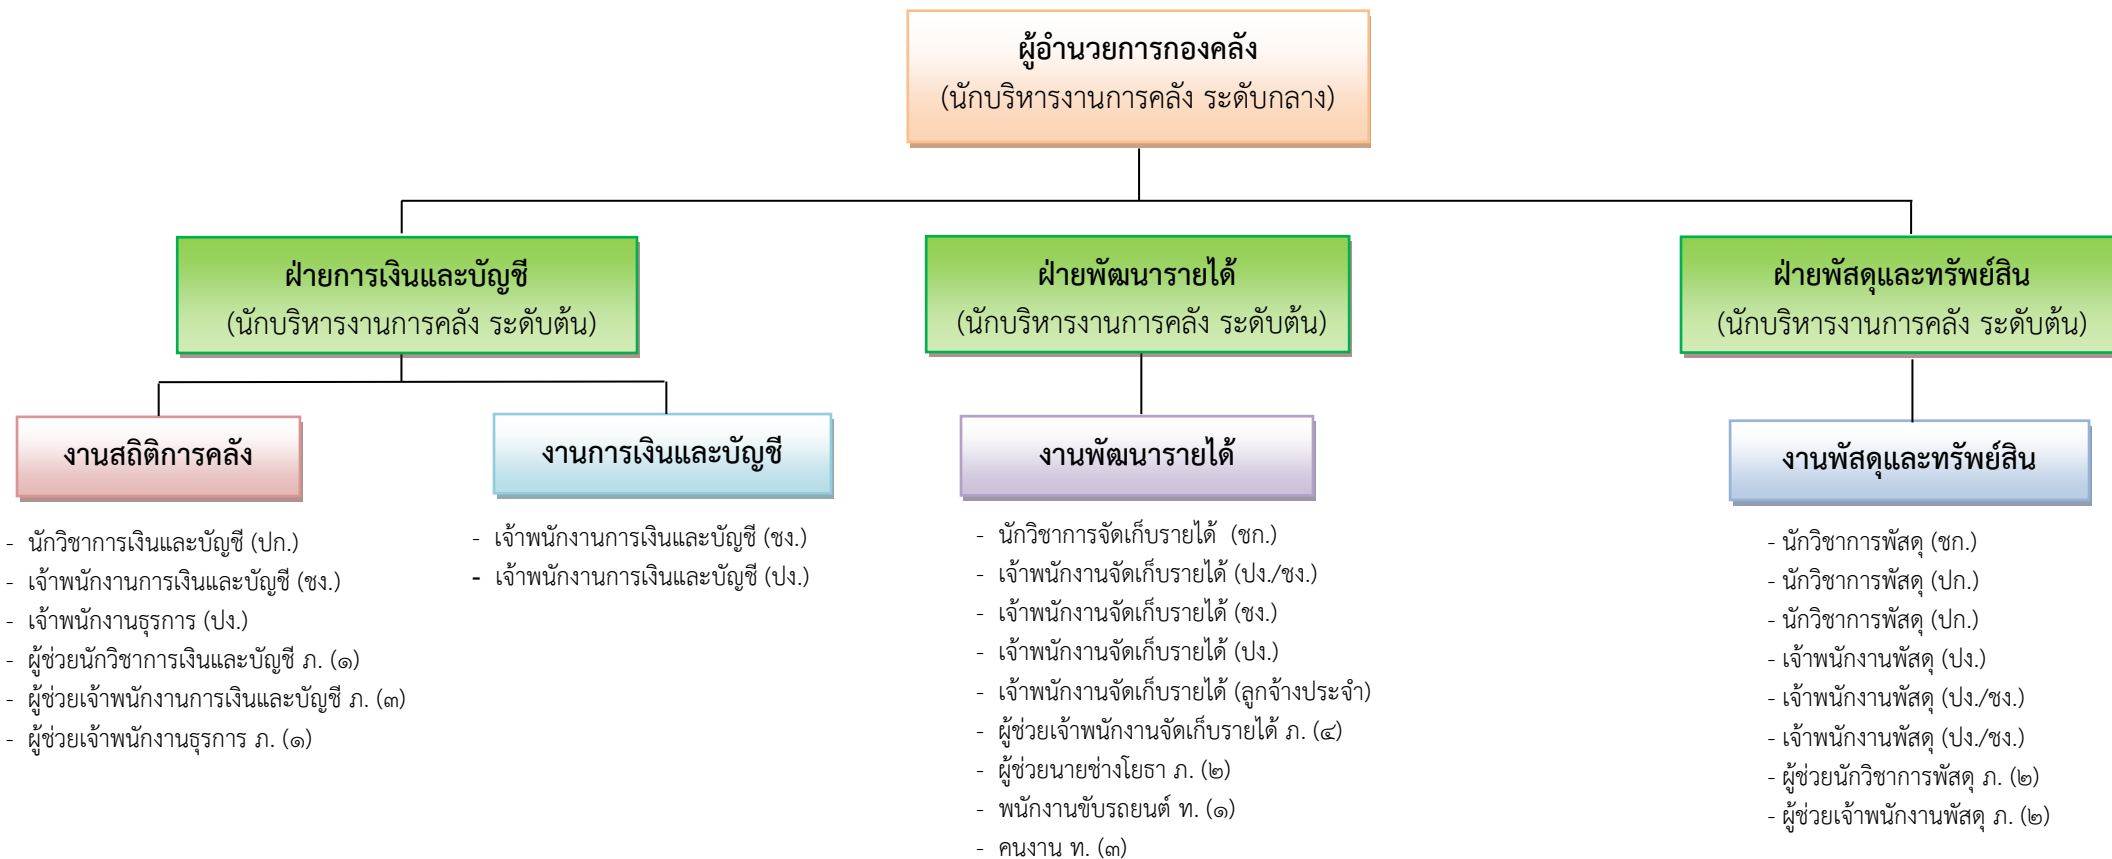 ผู้อำนวยการกองคลัง
(นักบริหารงานการคลัง ระดับกลาง)
ฝ่ายการเงินและบัญชี
(นักบริหารงานการคลัง ระดับต้น)
ฝ่ายพัฒนารายได้
(นักบริหารงานการคลัง ระดับต้น)
ฝ่ายพัสดุและทรัพย์สิน
(นักบริหารงานการคลัง ระดับต้น)
งานสถิติการคลัง
- นักวิชาการเงินและบัญชี (ปก.)
- เจ้าพนักงานการเงินและบัญชี (ชง.)
- เจ้าพนักงานธุรการ (ปง.)
- ผู้ช่วยนักวิชาการเงินและบัญชี ภ. (๑)
- ผู้ช่วยเจ้าพนักงานการเงินและบัญชี ภ. (๓)
- ผู้ช่วยเจ้าพนักงานธุรการ ภ. (๑)
งานการเงินและบัญชี
- เจ้าพนักงานการเงินและบัญชี (ชง.)
- เจ้าพนักงานการเงินและบัญชี (ปง.)
งานพัฒนารายได้
- นักวิชาการจัดเก็บรายได้ (ชก.)
- เจ้าพนักงานจัดเก็บรายได้ (ปง./ชง.)
- เจ้าพนักงานจัดเก็บรายได้ (ชง.)
- เจ้าพนักงานจัดเก็บรายได้ (ปง.)
- เจ้าพนักงานจัดเก็บรายได้ (ลูกจ้างประจำ)
- ผู้ช่วยเจ้าพนักงานจัดเก็บรายได้ ภ. (๔)
- ผู้ช่วยนายช่างโยธา ภ. (๒)
- พนักงานขับรถยนต์ ท. (๑)
- คนงาน ท. (๓)
งานพัสดุและทรัพย์สิน
- นักวิชาการพัสดุ (ชก.)
- นักวิชาการพัสดุ (ปก.)
- นักวิชาการพัสดุ (ปก.)
- เจ้าพนักงานพัสดุ (ปง.)
- เจ้าพนักงานพัสดุ (ปง./ชง.)
- เจ้าพนักงานพัสดุ (ปง./ชง.)
- ผู้ช่วยนักวิชาการพัสดุ ภ. (๒)
- ผู้ช่วยเจ้าพนักงานพัสดุ ภ. (๒)